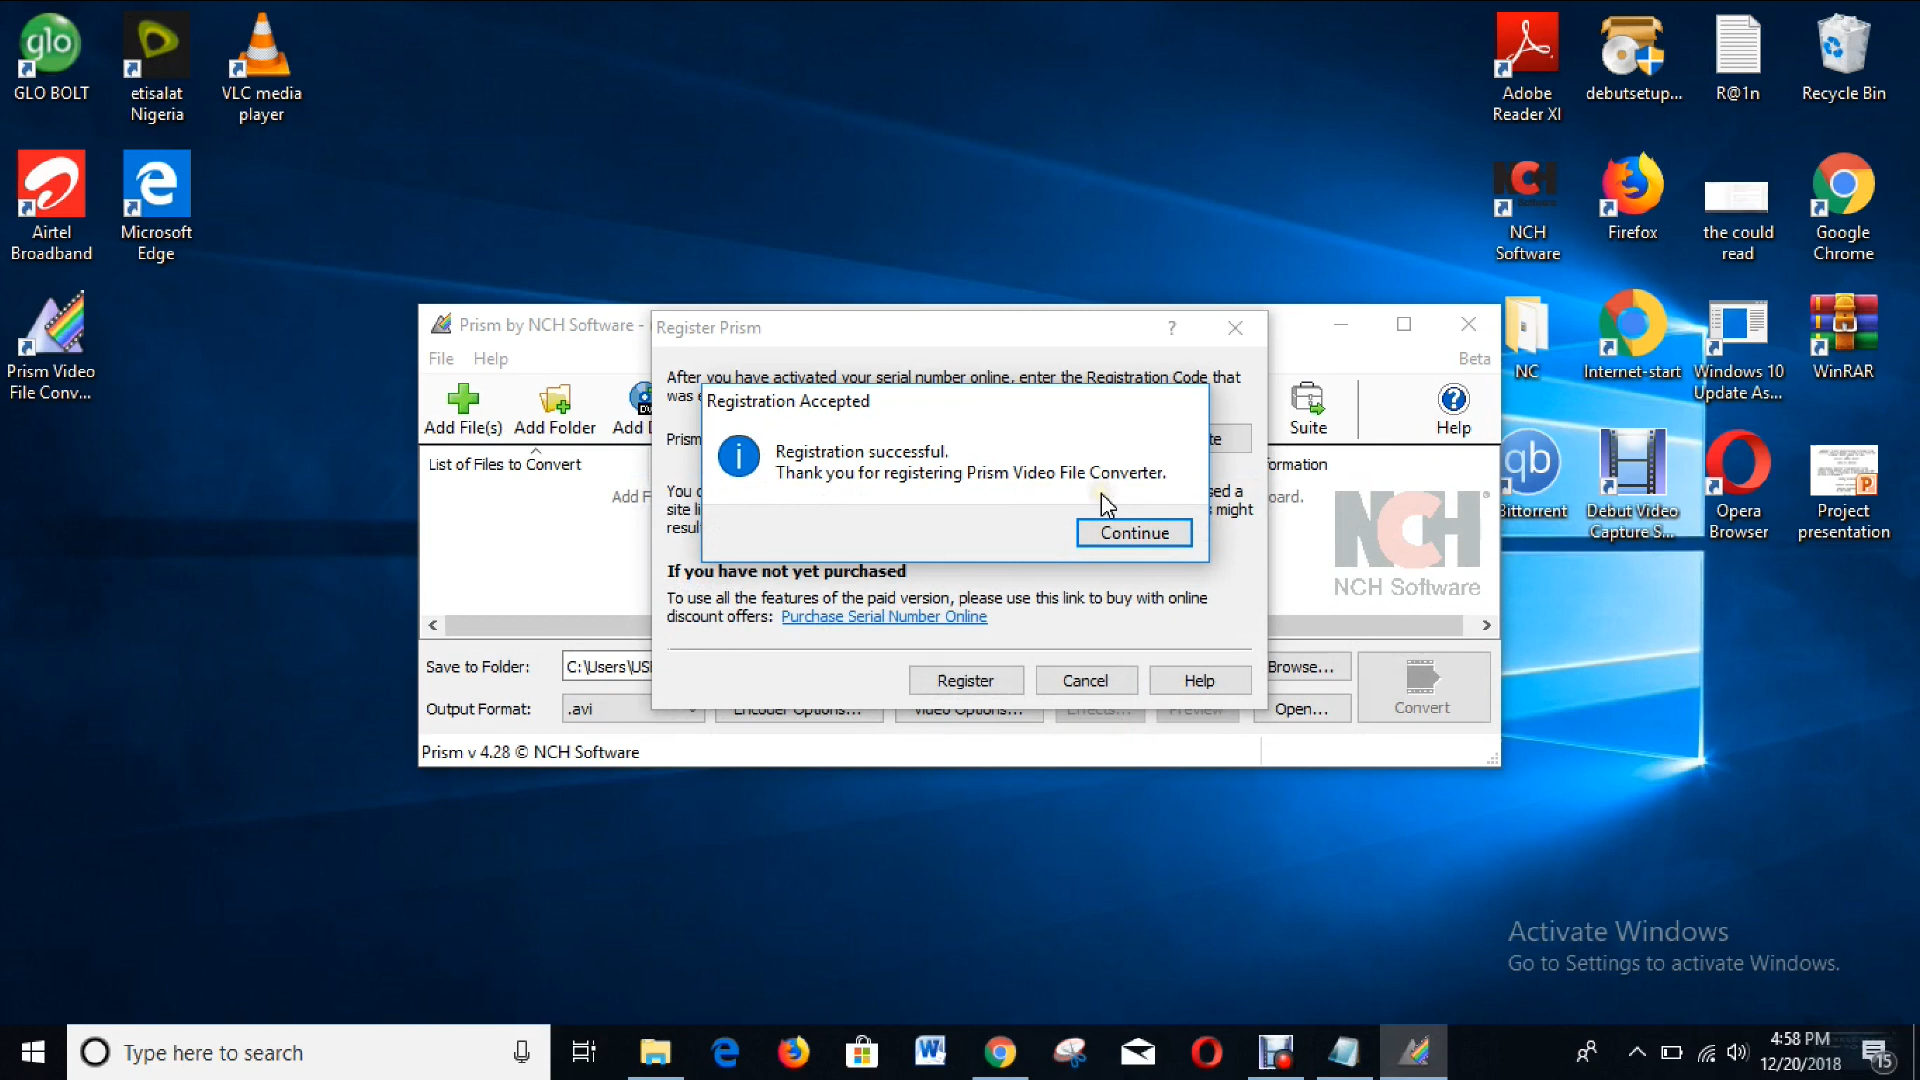 GLO BOLT
etisalat
Nigeria
VLC media
player
Airtel
Broadband
Microsoft
Edge
Prism Video
File Conv...
Adobe
Reader XI
debutsetup...
R@1n
Recycle Bin
NCH
Software
Firefox
the could
read
Google
Chrome
NC
Internet-start
Windows 10
Update As...
WinRAR
Bittorrent
Debut Video
Capture S...
Opera
Browser
Project
presentation
Prism by NCH Software -
File Help
Beta
Add File(s)
Add Folder
Add
Suite
Help
List of Files to Convert
Register Prism
After you have activated your serial number online, enter the Registration Code that
was
Prism
Registration Accepted
Registration successful.
Thank you for registering Prism Video File Converter.
Continue
You
site
might
If you have not yet purchased
To use all the features of the paid version, please use this link to buy with online
discount offers: Purchase Serial Number Online
Register
Cancel
Help
NCH
NCH Software
Save to Folder:
C:\Users\US
Browse...
Output Format:
.avi
Encoder Options...
Video Options...
Effects...
Preview
Open...
Convert
Prism v 4.28 © NCH Software
Activate Windows
Go to Settings to activate Windows.
Type here to search
4:58 PM
12/20/2018
15